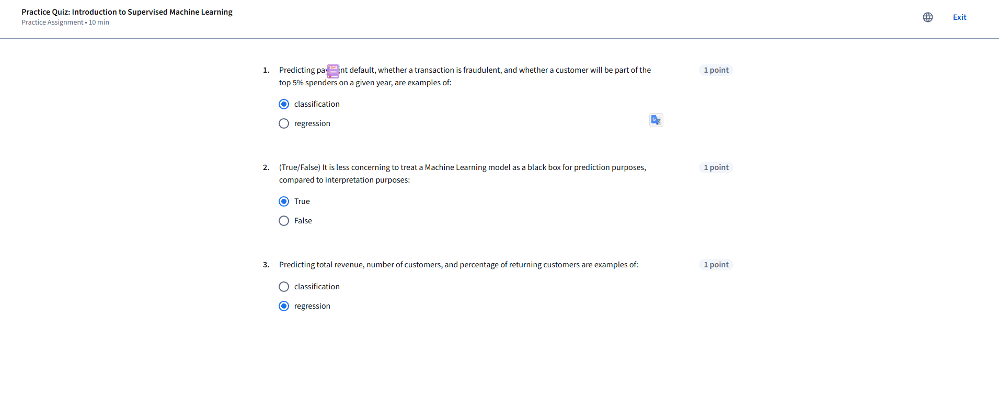 Practice Quiz: Introduction to Supervised Machine Learning
Practice Assignment • 10 min
Exit
1. Predicting default, whether a transaction is fraudulent, and whether a customer will be part of the
top 5% spenders on a given year, are examples of:
1 point
classification
regression
2. (True/False) It is less concerning to treat a Machine Learning model as a black box for prediction purposes,
compared to interpretation purposes:
1 point
True
False
3. Predicting total revenue, number of customers, and percentage of returning customers are examples of:
1 point
classification
regression